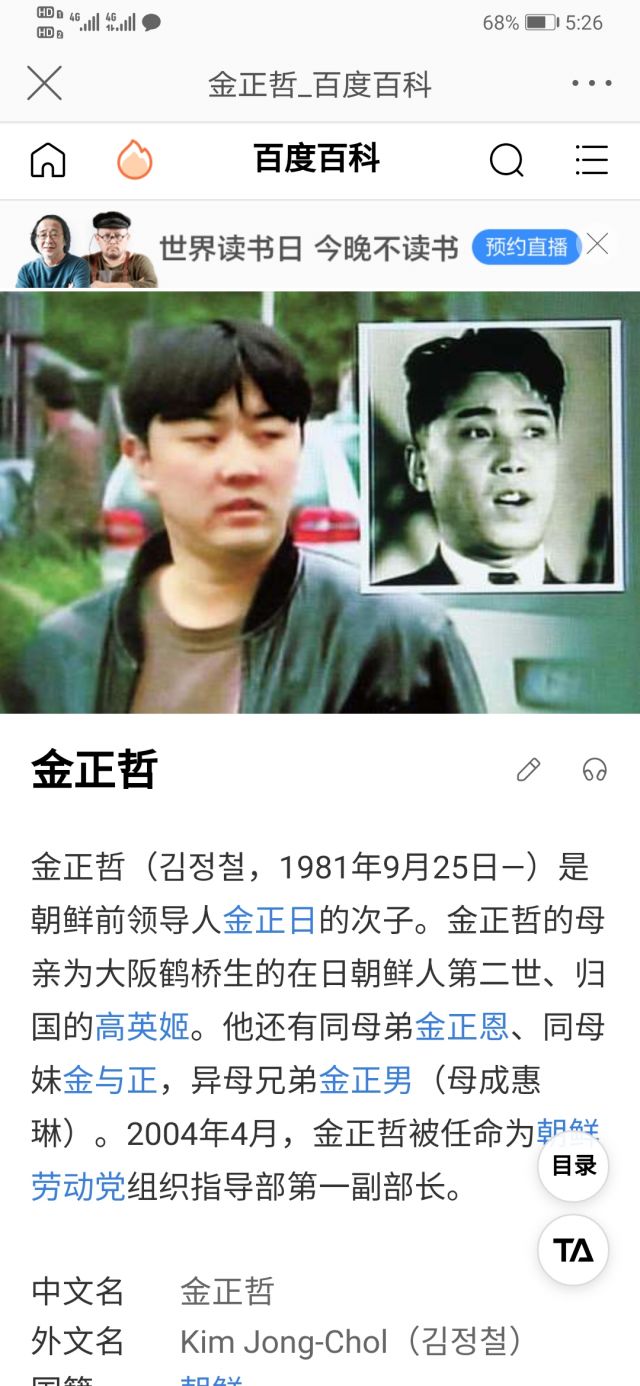 HD 1 4G 4G
HD 2
68% 5:26
金正哲_百度百科
百度百科
世界读书日 今晚不读书 预约直播
金正哲
金正哲（김정철，1981年9月25日—）是
朝鲜前领导人金正日的次子。金正哲的母
亲为大阪鹤桥生的在日朝鲜人第二世、归
国的高英姬。他还有同母弟金正恩、同母
妹金与正，异母兄弟金正男（母成惠
琳）。2004年4月，金正哲被任命为朝鲜
劳动党组织指导部第一副部长。
目录
TA
中文名 金正哲
外文名 Kim Jong-Chol（김정철）
国籍 朝鲜